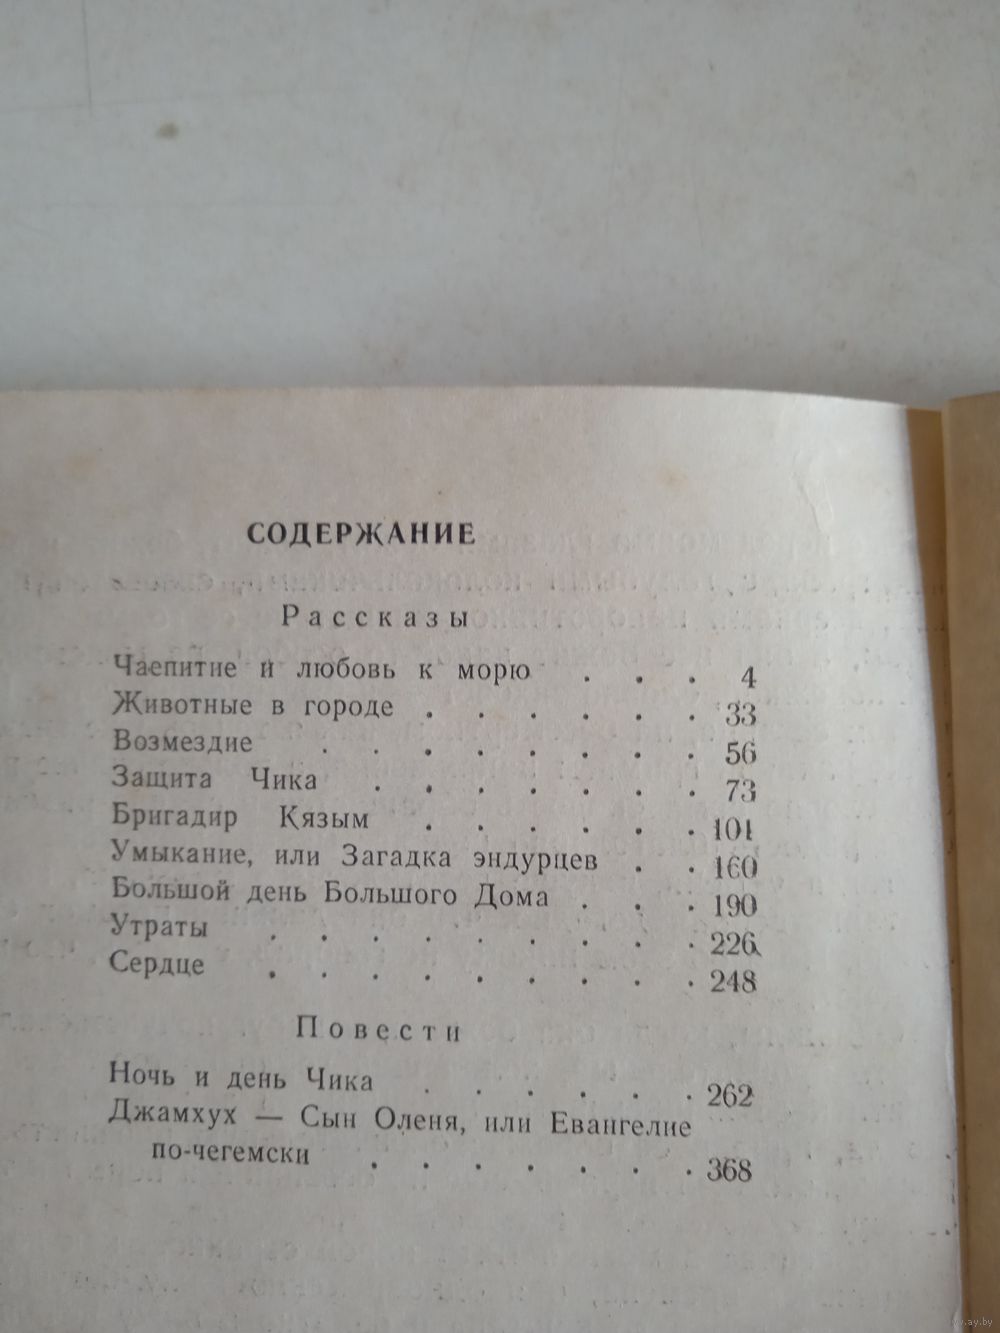 СОДЕРЖАНИЕ
Рассказы
Чаепитие и любовь к морю . . . 4
Животные в городе . . . . . . 33
Возмездие . . . . . . . . 56
Защита Чика . . . . . . . 73
Бригадир Кязым . . . . . . 101
Умыкание, или Загадка эндурцев . . 160
Большой день Большого Дома . . . 190
Утраты . . . . . . . . . 226
Сердце . . . . . . . . . 248
Повести
Ночь и день Чика . . . . . . 262
Джамхух — Сын Оленя, или Евангелие
по-чегемски . . . . . . . 368